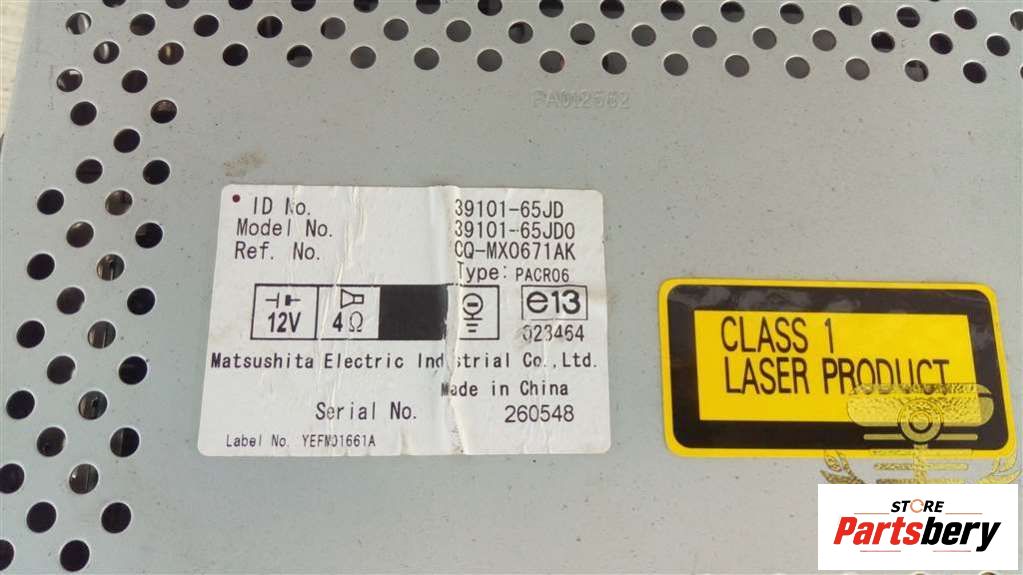 PA012562
ID No. 39101-65JD
Model No. 39101-65JD0
Ref. No. CQ-MX0671AK
Type: PACR06
12V 4Ω e13
023464
Matsushita Electric Industrial Co., Ltd.
Made in China
Serial No. 260548
Label No. YEFM01661A
CLASS 1
LASER PRODUCT
STORE
Partsbery